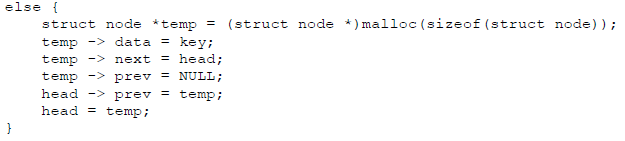 else {
    struct node *temp = (struct node *)malloc(sizeof(struct node));
    temp -> data = key;
    temp -> next = head;
    temp -> prev = NULL;
    head -> prev = temp;
    head = temp;
}